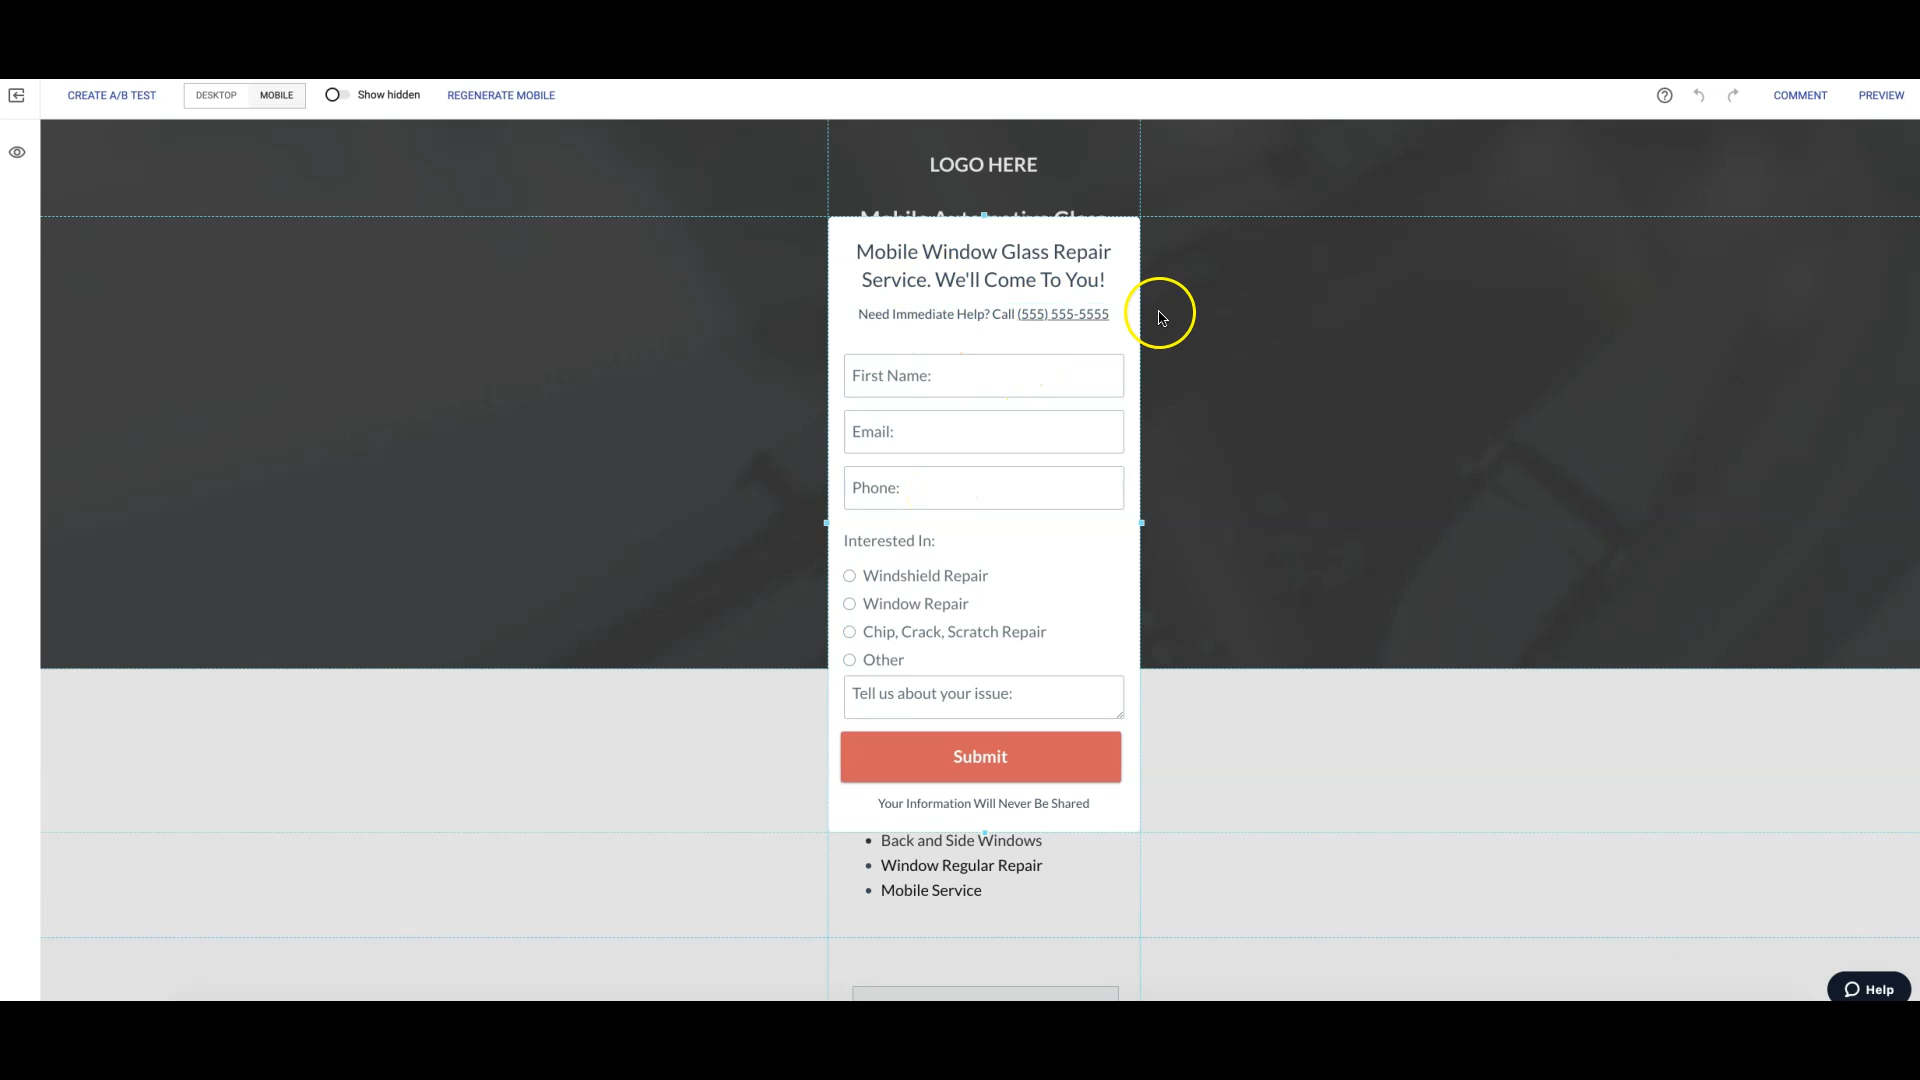 CREATE A/B TEST
DESKTOP
MOBILE
Show hidden
REGENERATE MOBILE
COMMENT
PREVIEW
LOGO HERE
Mobile Automotive Glass
Mobile Window Glass Repair
Service. We'll Come To You!
Need Immediate Help? Call (555) 555-5555
First Name:
Email:
Phone:
Interested In:
Windshield Repair
Window Repair
Chip, Crack, Scratch Repair
Other
Tell us about your issue:
Submit
Your Information Will Never Be Shared
• Back and Side Windows
• Window Regular Repair
• Mobile Service
Help